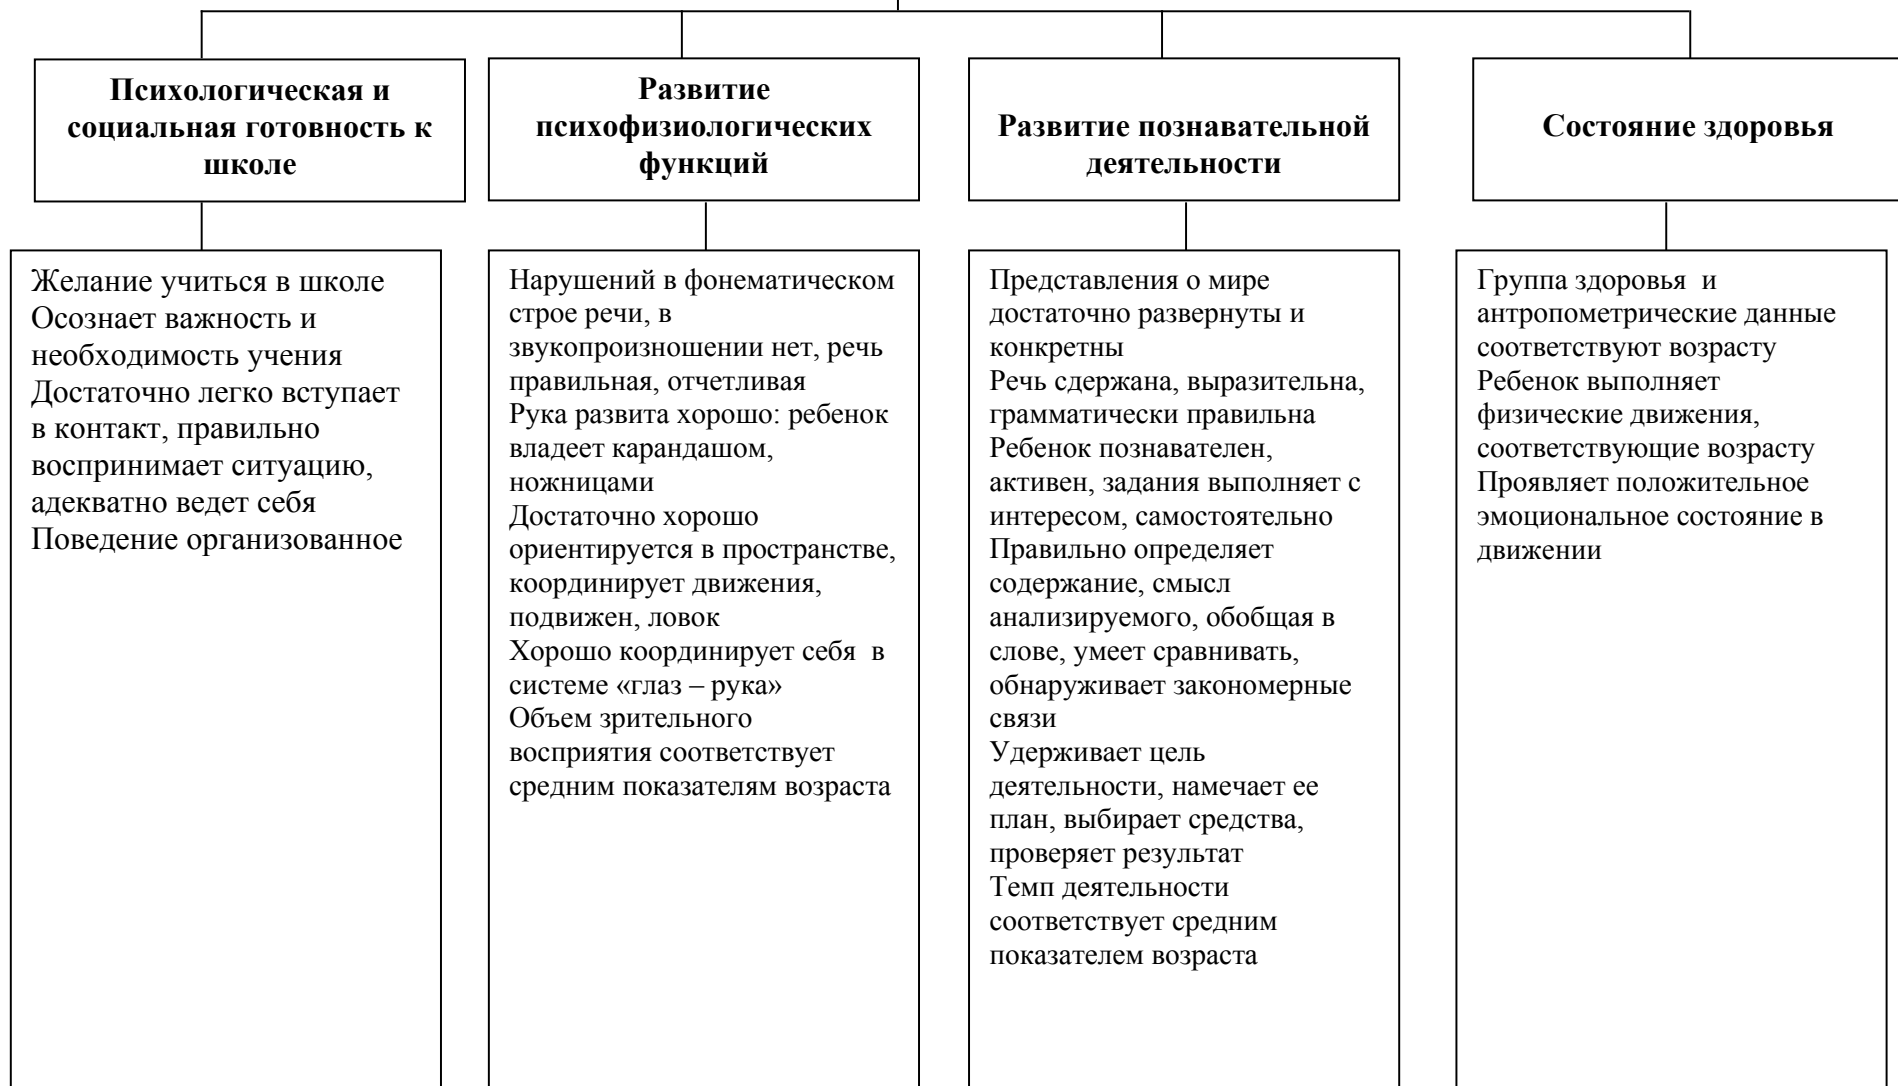 Психологическая и
социальная готовность к
школе
Развитие
психофизиологических
функций
Развитие познавательной
деятельности
Состояние здоровья
Желание учиться в школе
Осознает важность и
необходимость учения
Достаточно легко вступает
в контакт, правильно
воспринимает ситуацию,
адекватно ведет себя
Поведение организованное
Нарушений в фонематическом
строе речи, в
звукопроизношении нет, речь
правильная, отчетливая
Рука развита хорошо: ребенок
владеет карандашом,
ножницами
Достаточно хорошо
ориентируется в пространстве,
координирует движения,
подвижен, ловок
Хорошо координирует себя  в
системе «глаз – рука»
Объем зрительного
восприятия соответствует
средним показателям возраста
Представления о мире
достаточно развернуты и
конкретны
Речь сдержана, выразительна,
грамматически правильна
Ребенок познавателен,
активен, задания выполняет с
интересом, самостоятельно
Правильно определяет
содержание, смысл
анализируемого, обобщая в
слове, умеет сравнивать,
обнаруживает закономерные
связи
Удерживает цель
деятельности, намечает ее
план, выбирает средства,
проверяет результат
Темп деятельности
соответствует средним
показателем возраста
Группа здоровья  и
антропометрические данные
соответствуют возрасту
Ребенок выполняет
физические движения,
соответствующие возрасту
Проявляет положительное
эмоциональное состояние в
движении